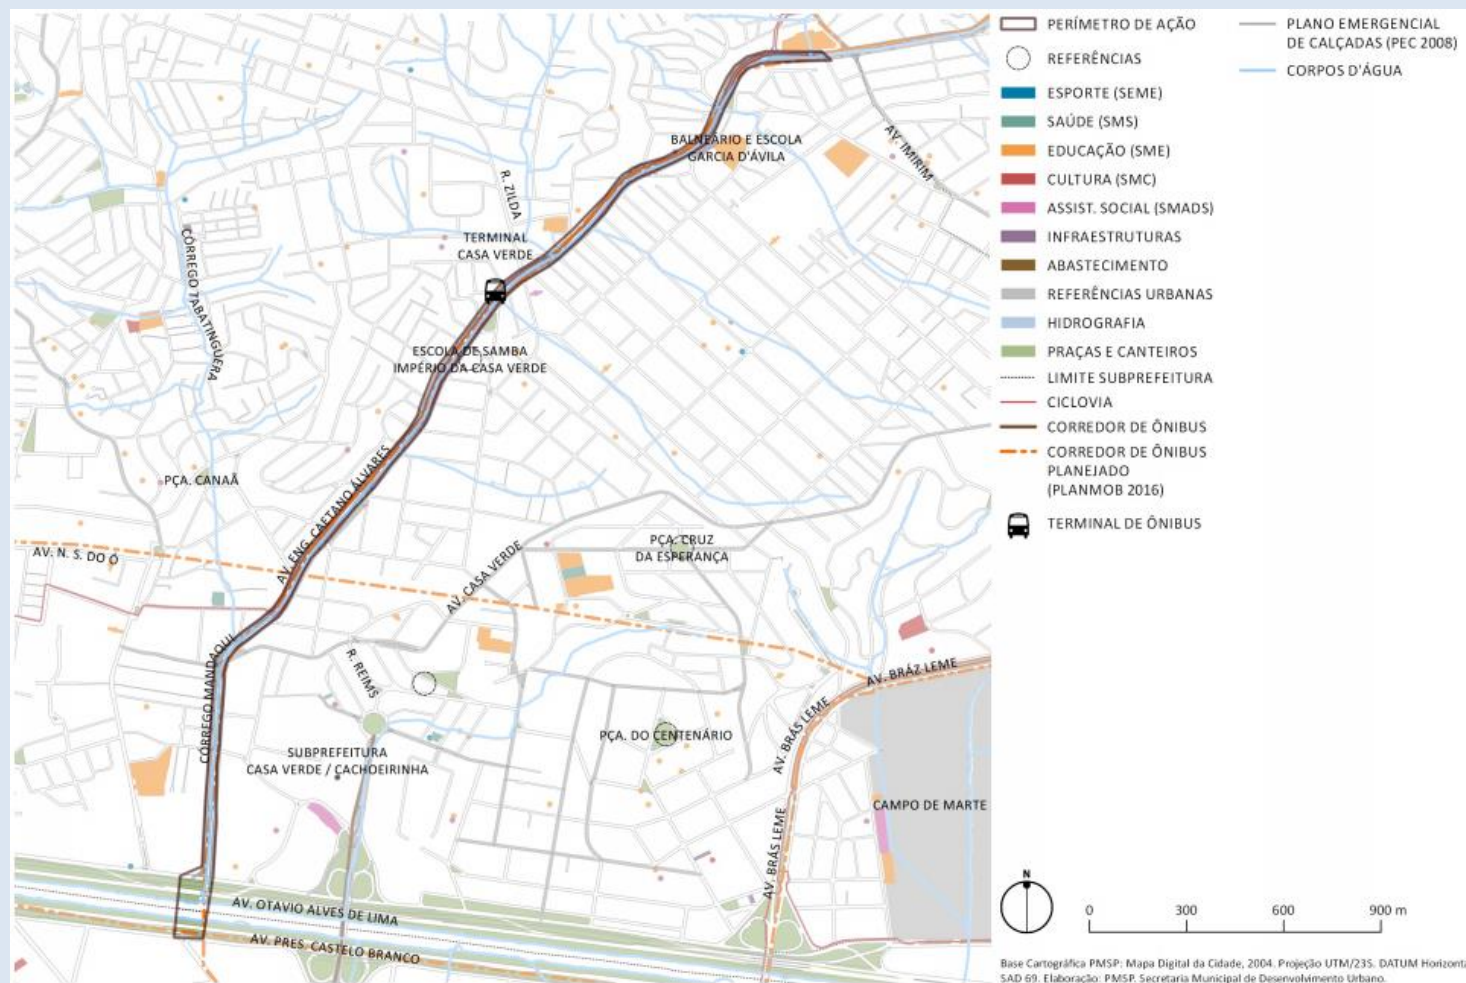 BALNEÁRIO E ESCOLA
GARCIA D'ÁVILA
AV. IMIRIM
R. ZILDA
TERMINAL
CASA VERDE
CÓRREGO TABATINGUERA
ESCOLA DE SAMBA
IMPÉRIO DA CASA VERDE
PÇA. CANAÃ
AV. ENG. CAETANO ÁLVARES
AV. N. S. DO Ó
AV. CASA VERDE
PÇA. CRUZ
DA ESPERANÇA
CÓRREGO MANDAQUI
R. REIMS
AV. BRÁZ LEME
AV. BRÁS LEME
PÇA. DO CENTENÁRIO
SUBPREFEITURA
CASA VERDE / CACHOEIRINHA
CAMPO DE MARTE
AV. BRÁS LEME
AV. OTAVIO ALVES DE LIMA
AV. PRES. CASTELO BRANCO
PERÍMETRO DE AÇÃO
REFERÊNCIAS
ESPORTE (SEME)
SAÚDE (SMS)
EDUCAÇÃO (SME)
CULTURA (SMC)
ASSIST. SOCIAL (SMADS)
INFRAESTRUTURAS
ABASTECIMENTO
REFERÊNCIAS URBANAS
HIDROGRAFIA
PRAÇAS E CANTEIROS
LIMITE SUBPREFEITURA
CICLOVIA
CORREDOR DE ÔNIBUS
CORREDOR DE ÔNIBUS
PLANEJADO
(PLANMOB 2016)
TERMINAL DE ÔNIBUS
PLANO EMERGENCIAL
DE CALÇADAS (PEC 2008)
CORPOS D'ÁGUA
N
0 300 600 900 m
Base Cartográfica PMSP: Mapa Digital da Cidade, 2004. Projeção UTM/23S. DATUM Horizonta
SAD 69. Elaboração: PMSP. Secretaria Municipal de Desenvolvimento Urbano.